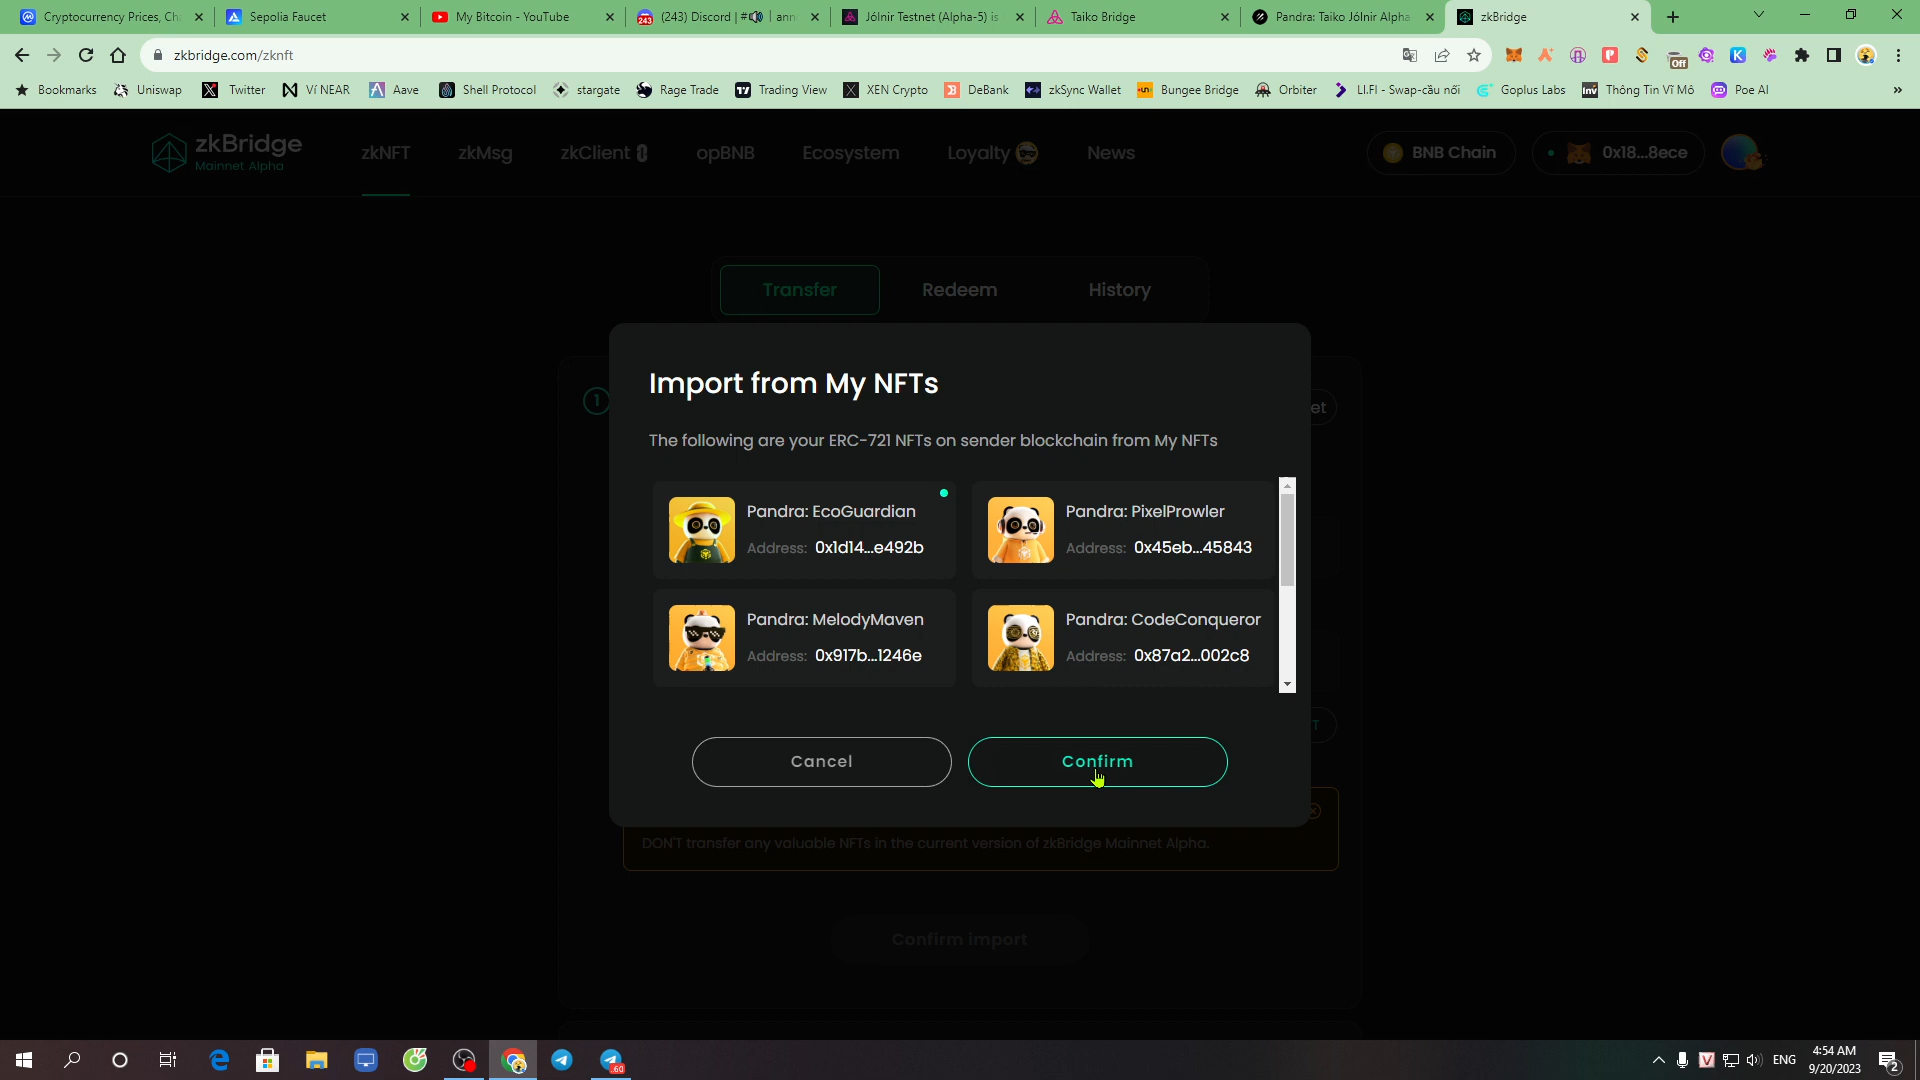 Cryptocurrency Prices, Ch
Sepolia Faucet
My Bitcoin - YouTube
(243) Discord | #🔊 | ann
Jólnir Testnet (Alpha-5) is
Taiko Bridge
Pandra: Taiko Jólnir Alpha
zkBridge
zkbridge.com/zknft
Off
Bookmarks
Uniswap
Twitter
Ví NEAR
Aave
Shell Protocol
stargate
Rage Trade
Trading View
XEN Crypto
DeBank
zkSync Wallet
Bungee Bridge
Orbiter
LI.FI - Swap-cầu nối
Goplus Labs
Thông Tin Vĩ Mô
Poe AI
zkBridge
Mainnet Alpha
zkNFT
zkMsg
zkClient
opBNB
Ecosystem
Loyalty
News
BNB Chain
0x18...8ece
Transfer
Redeem
History
1
et
Import from My NFTs
The following are your ERC-721 NFTs on sender blockchain from My NFTs
Pandra: EcoGuardian
Address: 0x1d14...e492b
Pandra: PixelProwler
Address: 0x45eb...45843
Pandra: MelodyMaven
Address: 0x917b...1246e
Pandra: CodeConqueror
Address: 0x87a2...002c8
T
Cancel
Confirm
DON'T transfer any valuable NFTs in the current version of zkBridge Mainnet Alpha.
Confirm import
60
ENG
4:54 AM
9/20/2023
2